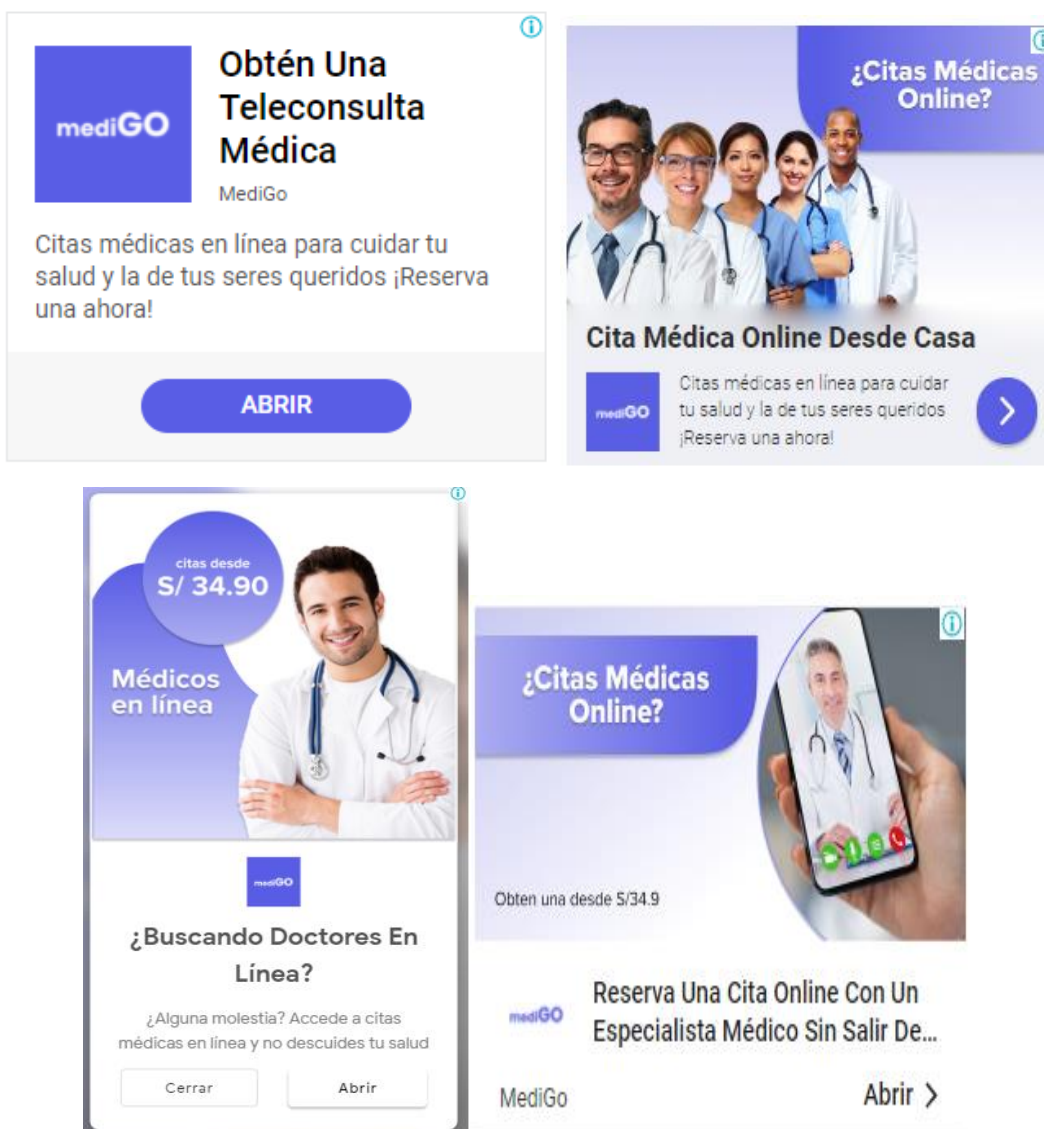 mediGO
Obtén Una
Teleconsulta
Médica
MediGo
Citas médicas en línea para cuidar tu
salud y la de tus seres queridos ¡Reserva
una ahora!
ABRIR
¿Citas Médicas
Online?
Cita Médica Online Desde Casa
mediGO
Citas médicas en línea para cuidar
tu salud y la de tus seres queridos
¡Reserva una ahora!
citas desde
S/ 34.90
Médicos
en línea
mediGO
¿Buscando Doctores En
Línea?
¿Alguna molestia? Accede a citas
médicas en línea y no descuides tu salud
Cerrar
Abrir
¿Citas Médicas
Online?
Obten una desde S/34.9
mediGO
Reserva Una Cita Online Con Un
Especialista Médico Sin Salir De...
MediGo
Abrir